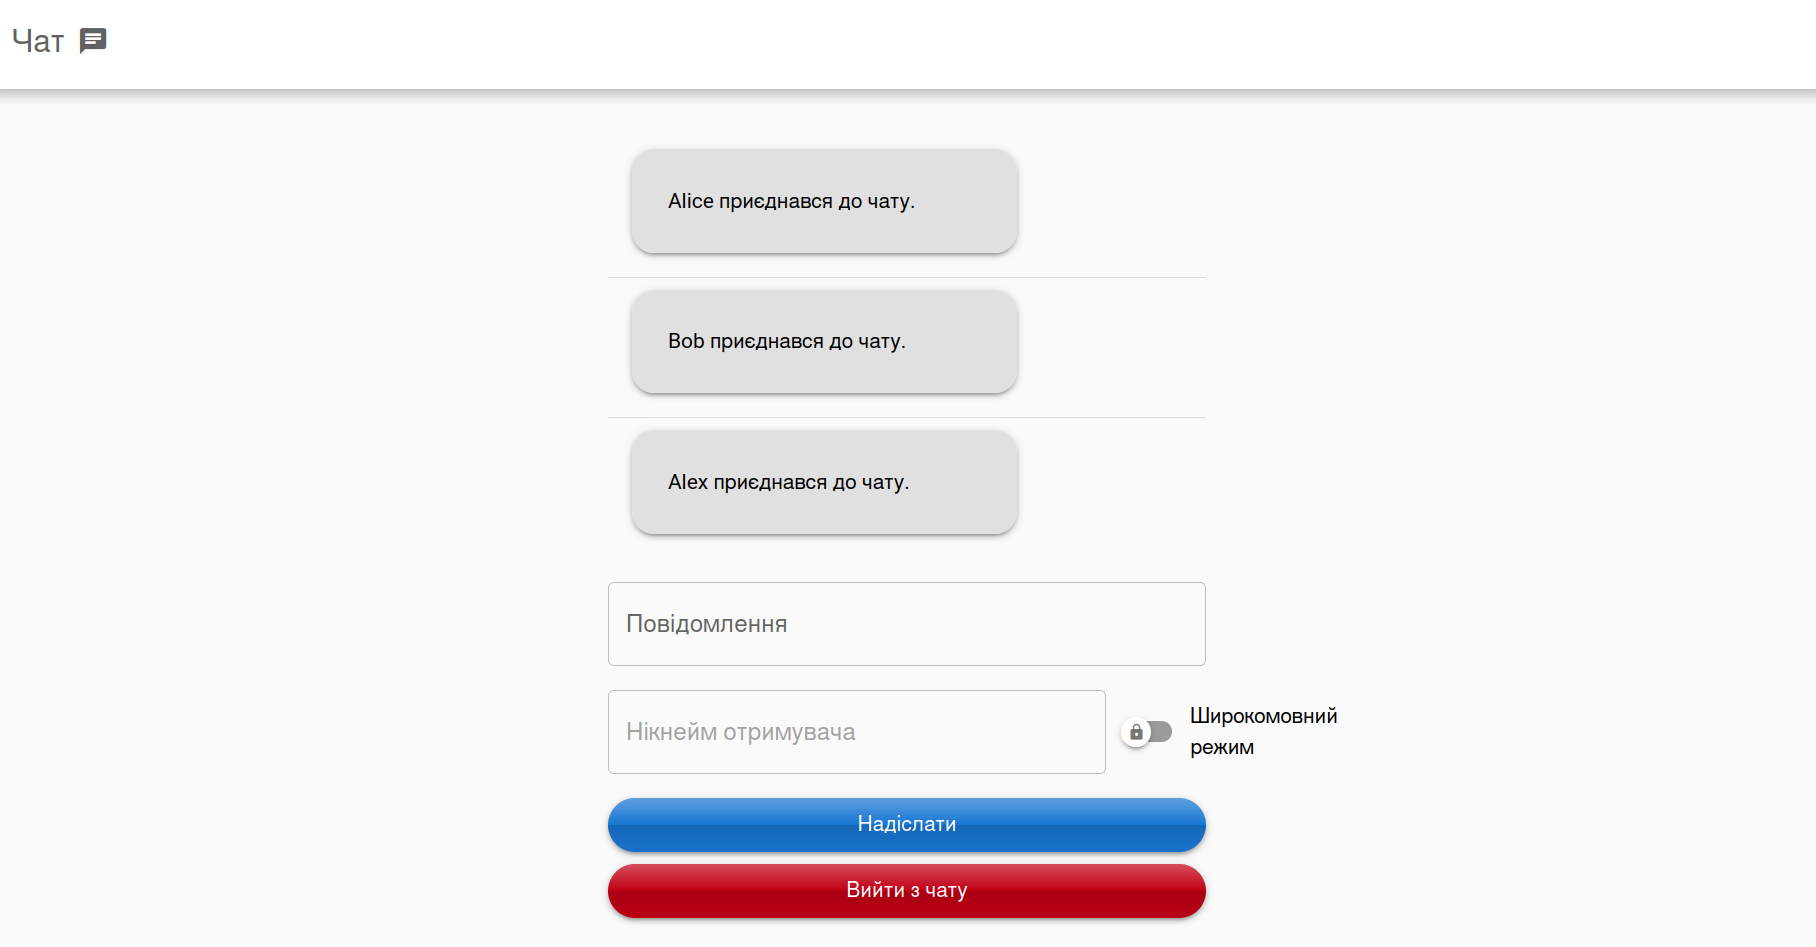 Чат
Alice приєднався до чату.
Bob приєднався до чату.
Alex приєднався до чату.
Повідомлення
Нікнейм отримувача
Широкомовний
режим
Надіслати
Вийти з чату